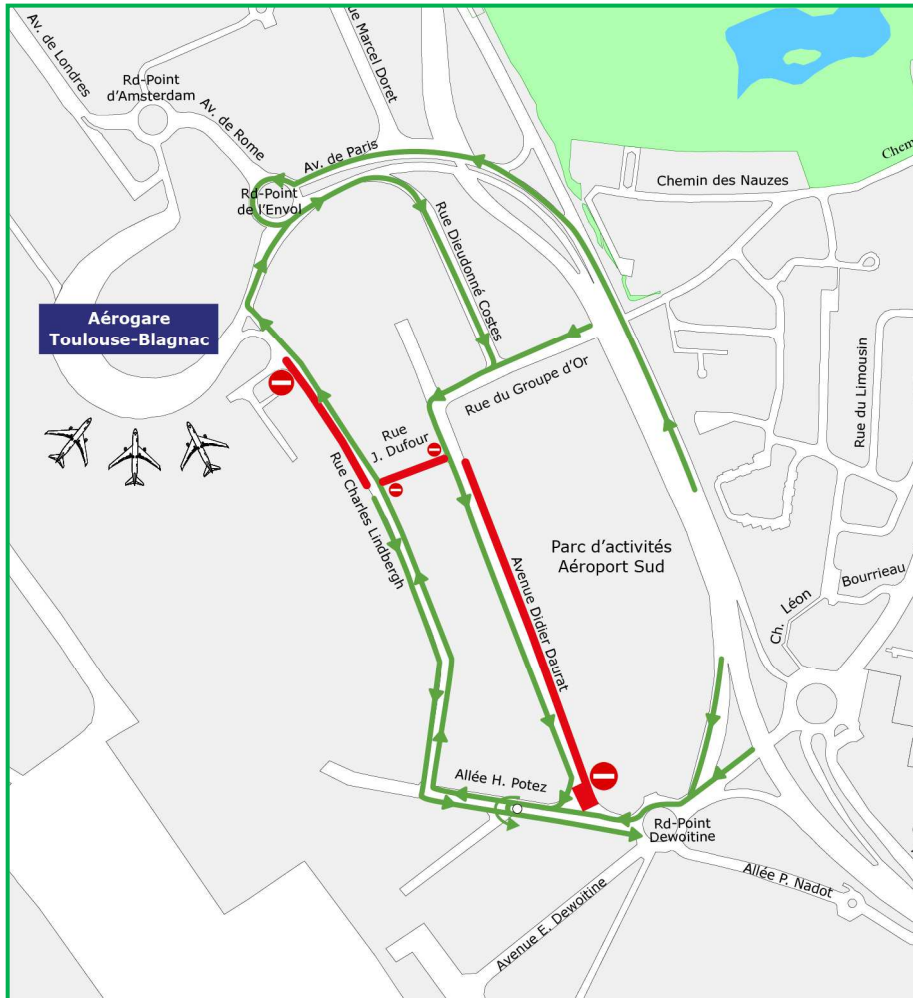 Av. de Londres
Rd-Point
d'Amsterdam
Av. de Rome
ue Marcel Doret
Av. de Paris
Rd-Point
de l'Envol
Chemin des Nauzes
Chem
Aérogare
Toulouse-Blagnac
Rue Dieudonné Costes
Rue du Groupe d'Or
Rue du Limousin
Rue
J. Dufour
Rue Charles Lindbergh
Parc d'activités
Aéroport Sud
Avenue Didier Daurat
Ch. Léon
Bourrieau
Allée H. Potez
Rd-Point
Dewoitine
Avenue E. Dewoitine
Allée P. Nadot